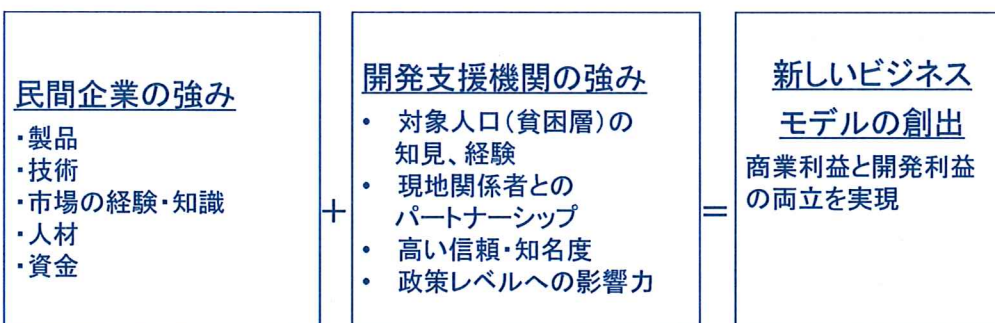 民間企業の強み
・製品
・技術
・市場の経験・知識
・人材
・資金
+
開発支援機関の強み
• 対象人口(貧困層)の
知見、経験
• 現地関係者との
パートナーシップ
• 高い信頼・知名度
• 政策レベルへの影響力
=
新しいビジネス
モデルの創出
商業利益と開発利益
の両立を実現